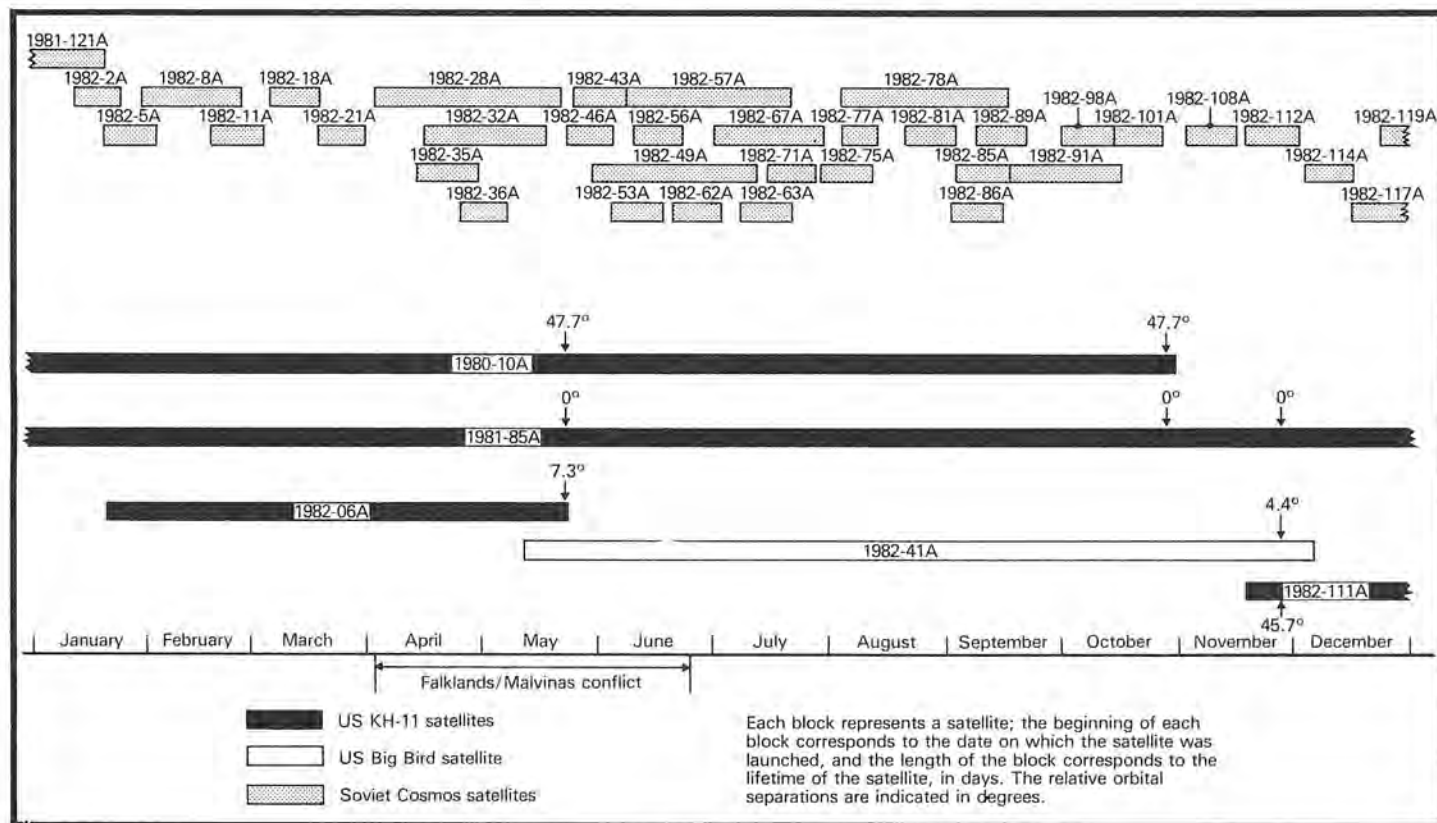 1981-121A
1982-2A 1982-8A 1982-18A 1982-28A 1982-43A 1982-57A 1982-78A
1982-98A 1982-108A
1982-5A 1982-11A 1982-21A 1982-32A 1982-46A 1982-56A 1982-67A 1982-77A 1982-81A 1982-89A 1982-101A 1982-112A 1982-119A
1982-35A 1982-49A 1982-71A 1982-75A 1982-85A 1982-91A 1982-114A
1982-36A 1982-53A 1982-62A 1982-63A 1982-86A 1982-117A
47.7° 47.7°
1980-10A
0° 0° 0°
1981-85A
7.3°
1982-06A
4.4°
1982-41A
1982-111A
45.7°
January February March April May June July August September October November December
Falklands/Malvinas conflict
US KH-11 satellites
US Big Bird satellite
Soviet Cosmos satellites
Each block represents a satellite; the beginning of each
block corresponds to the date on which the satellite was
launched, and the length of the block corresponds to the
lifetime of the satellite, in days. The relative orbital
separations are indicated in degrees.